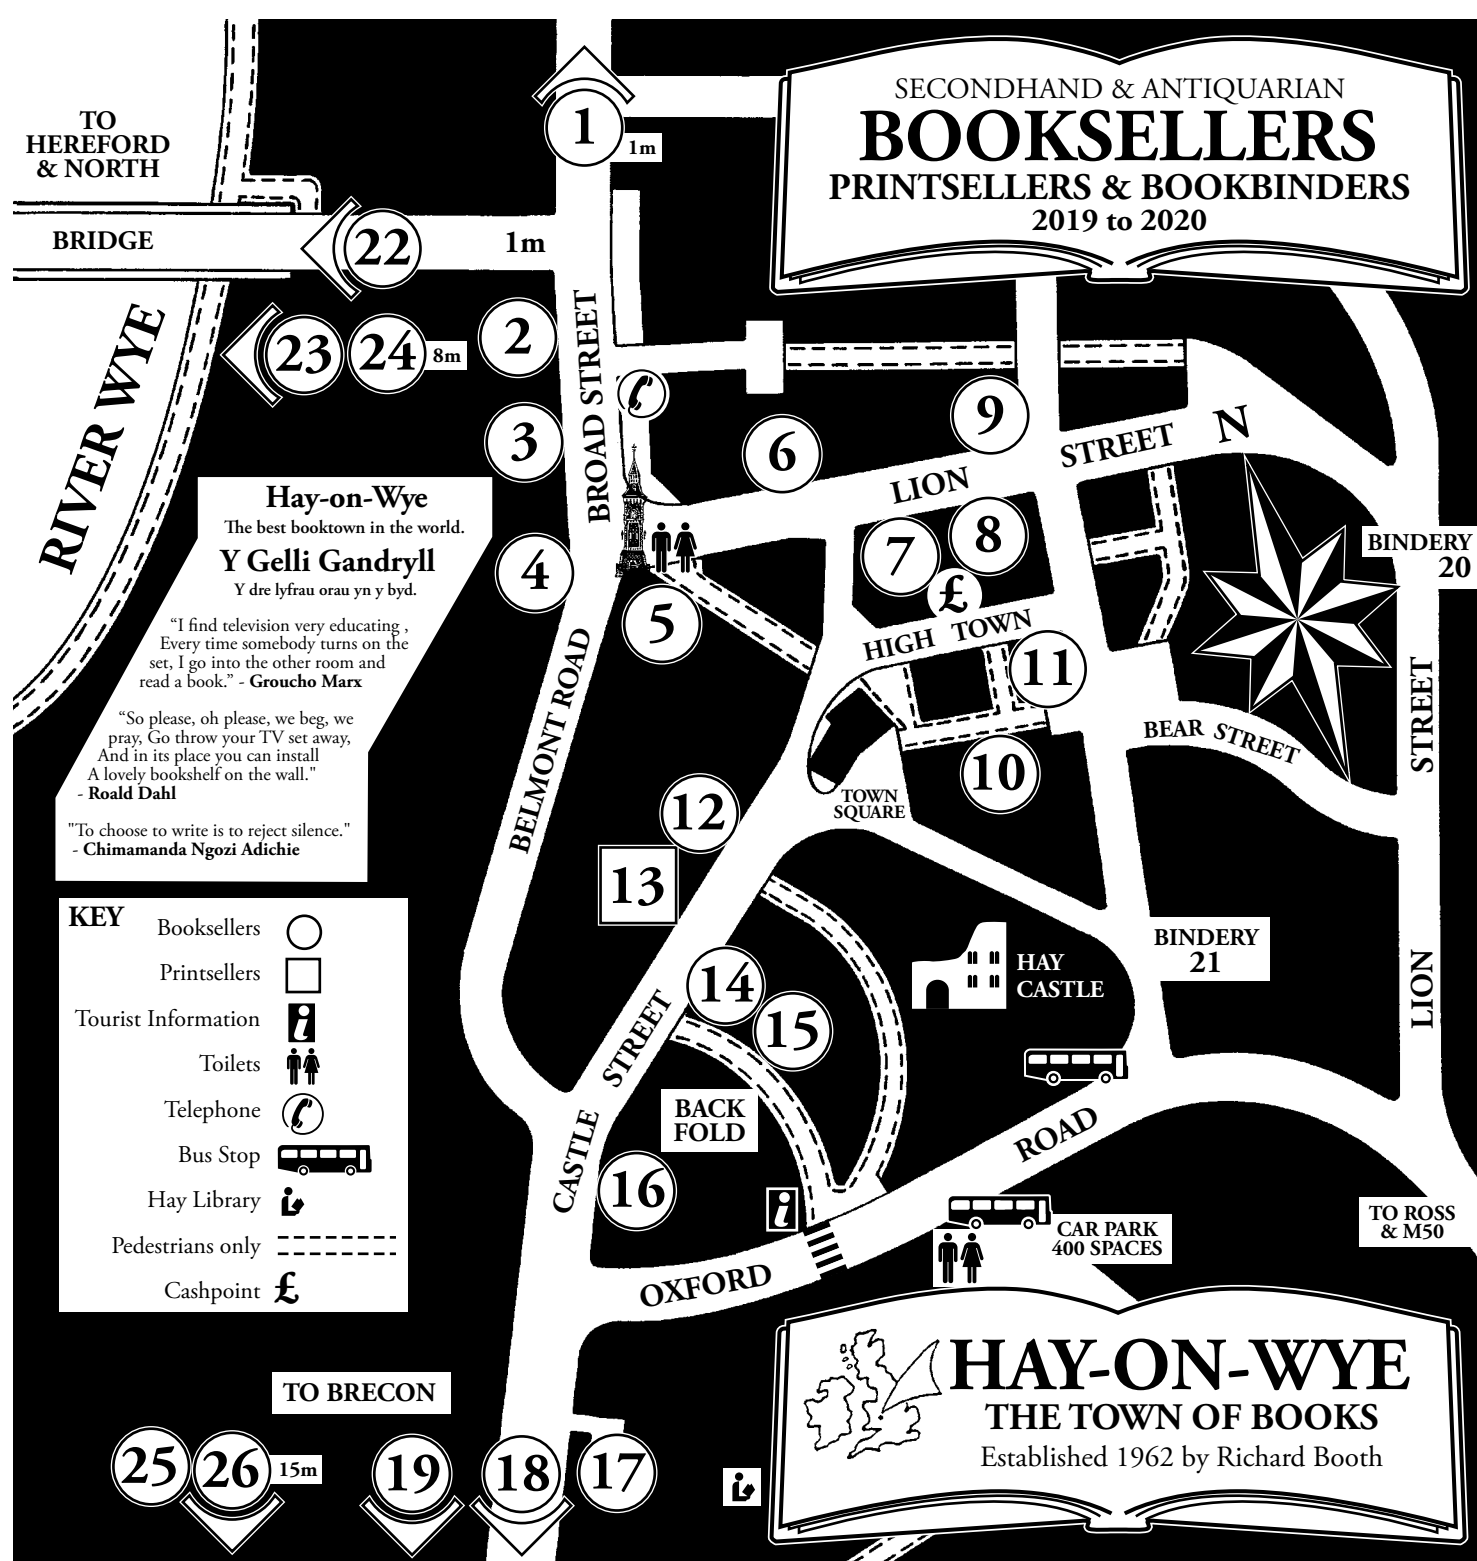 SECONDHAND & ANTIQUARIAN
BOOKSELLERS
PRINTSELLERS & BOOKBINDERS
2019 to 2020
TO
HEREFORD
& NORTH
1
1m
BRIDGE
22
1m
RIVER WYE
23
24
8m
2
BROAD STREET
3
4
5
6
9
LION
STREET
N
7
8
£
HIGH TOWN
11
10
BINDERY
20
STREET
LION
BEAR STREET
Hay-on-Wye
The best booktown in the world.
Y Gelli Gandryll
Y dre lyfrau orau yn y byd.
“I find television very educating ,
Every time somebody turns on the
set, I go into the other room and
read a book.” - Groucho Marx
“So please, oh please, we beg, we
pray, Go throw your TV set away,
And in its place you can install
A lovely bookshelf on the wall."
- Roald Dahl
"To choose to write is to reject silence."
- Chimamanda Ngozi Adichie
BELMONT ROAD
TOWN
SQUARE
12
13
14
15
CASTLE STREET
BACK
FOLD
16
HAY
CASTLE
BINDERY
21
KEY
Booksellers
Printsellers
Tourist Information
i
Toilets
Telephone
Bus Stop
Hay Library
Pedestrians only
Cashpoint £
i
OXFORD
ROAD
CAR PARK
400 SPACES
TO ROSS
& M50
TO BRECON
25
26
15m
19
18
17
HAY-ON-WYE
THE TOWN OF BOOKS
Established 1962 by Richard Booth